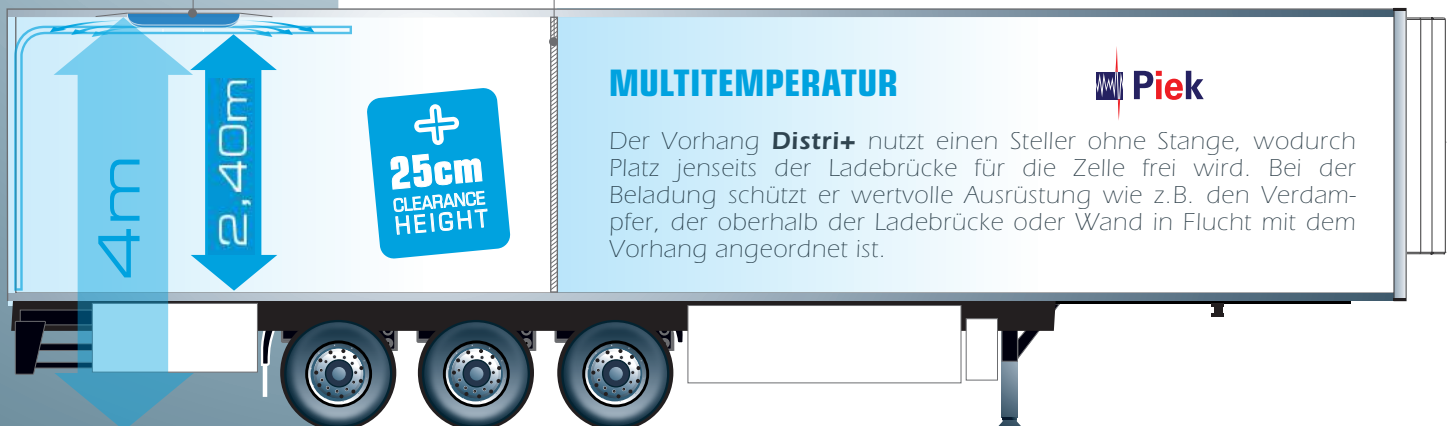 4m
2,40m
25cm
CLEARANCE
HEIGHT
MULTITEMPERATUR
Piek
Der Vorhang Distri+ nutzt einen Steller ohne Stange, wodurch
Platz jenseits der Ladebrücke für die Zelle frei wird. Bei der
Beladung schützt er wertvolle Ausrüstung wie z.B. den Verdam-
pfer, der oberhalb der Ladebrücke oder Wand in Flucht mit dem
Vorhang angeordnet ist.